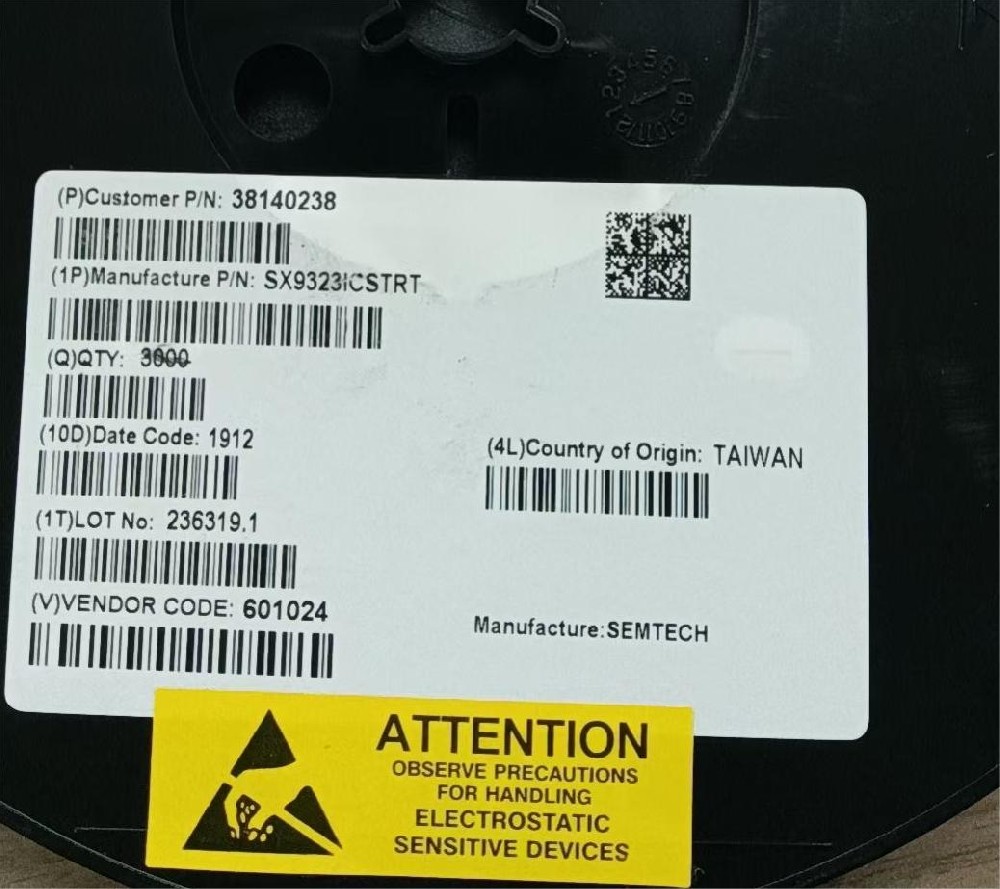 (P)Customer P/N: 38140238
(1P)Manufacture P/N: SX9323ICSTRT
(Q)QTY: 3000
(10D)Date Code: 1912
(4L)Country of Origin: TAIWAN
(1T)LOT No: 236319.1
(V)VENDOR CODE: 601024
Manufacture:SEMTECH
ATTENTION
OBSERVE PRECAUTIONS
FOR HANDLING
ELECTROSTATIC
SENSITIVE DEVICES